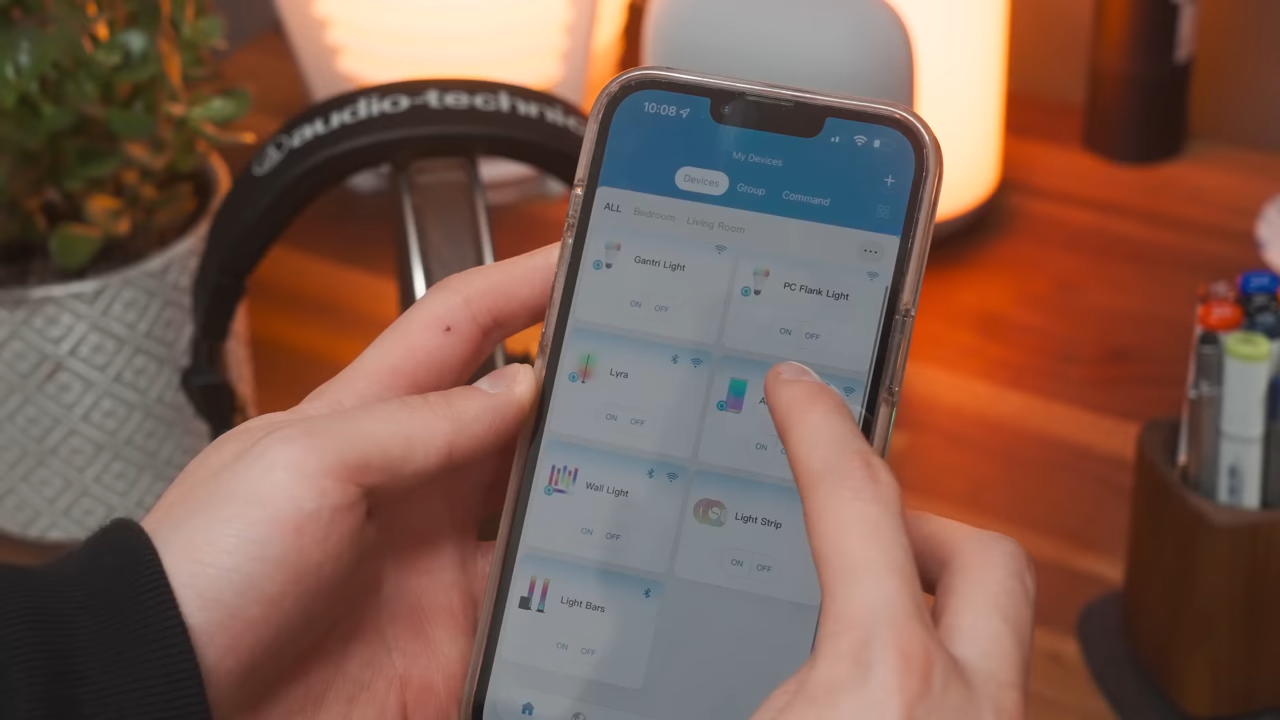 audio-technic
10:08
My Devices
Devices Group Command
ALL Bedroom Living Room
Gantri Light
ON OFF
PC Flank Light
ON OFF
Lyra
ON OFF
ON
Wall Light
ON OFF
Light Strip
ON OFF
Light Bars
ON OFF